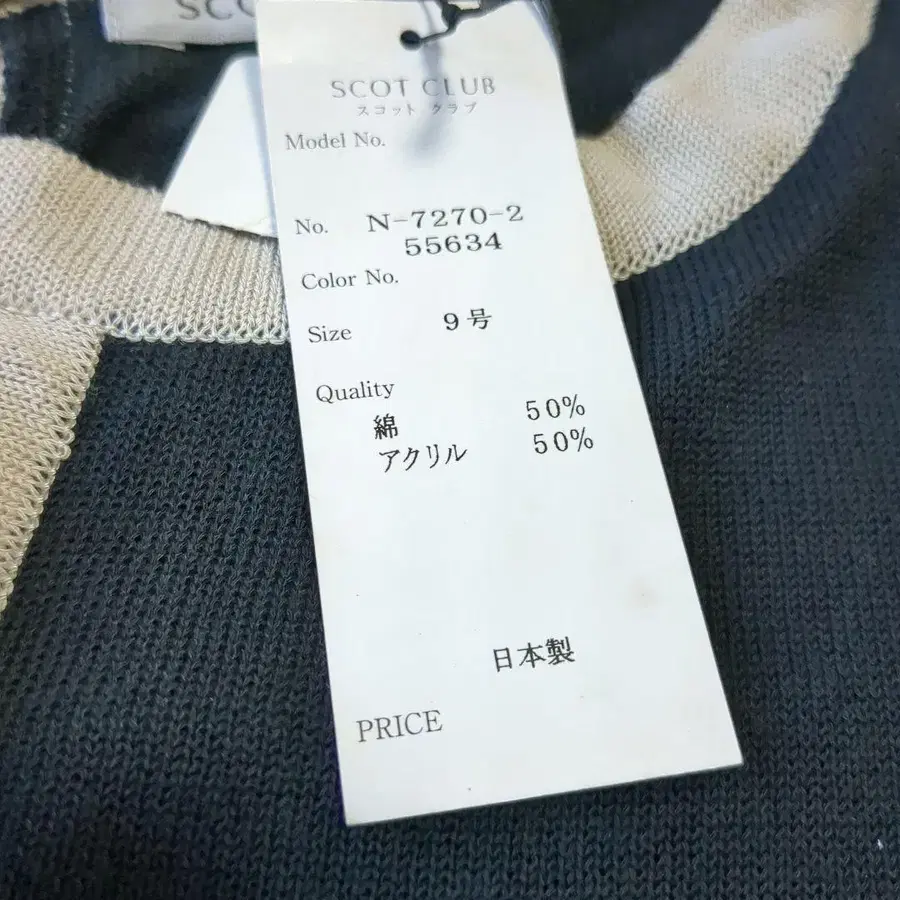 SCOT CLUB
スコット クラブ
Model No.
No. N-7270-2
55634
Color No.
Size 9号
Quality
綿 50%
アクリル 50%
日本製
PRICE